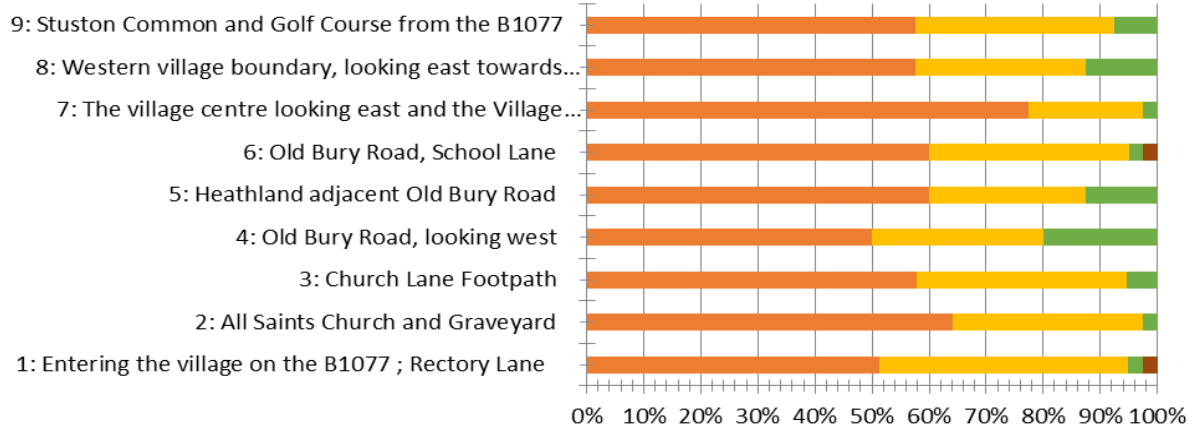 9: Stuston Common and Golf Course from the B1077
8: Western village boundary, looking east towards...
7: The village centre looking east and the Village...
6: Old Bury Road, School Lane
5: Heathland adjacent Old Bury Road
4: Old Bury Road, looking west
3: Church Lane Footpath
2: All Saints Church and Graveyard
1: Entering the village on the B1077 ; Rectory Lane
0% 10% 20% 30% 40% 50% 60% 70% 80% 90% 100%